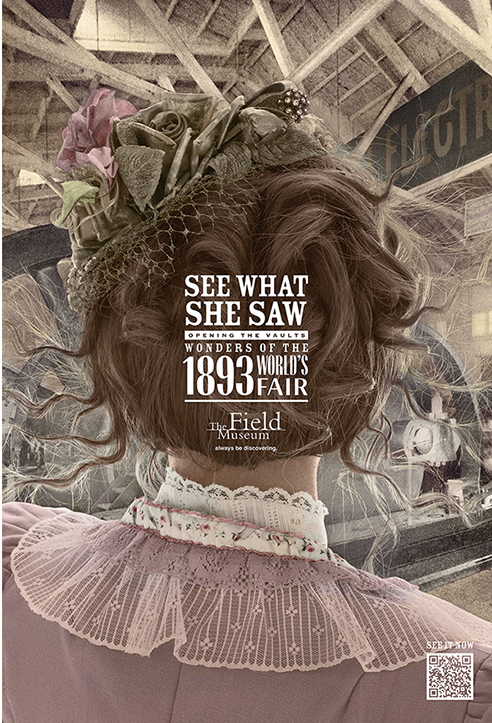 ELECTR
SEE WHAT
SHE SAW
OPENING THE VAULTS
WONDERS OF THE
1893 WORLD'S
FAIR
The Field
Museum
always be discovering.
SEE IT NOW